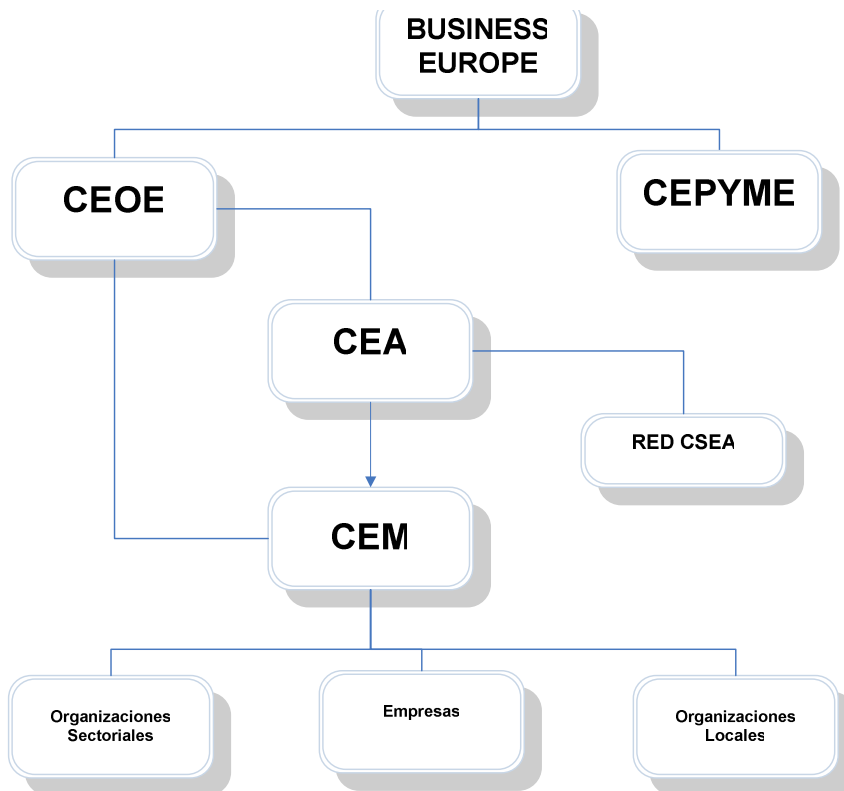 BUSINESS
EUROPE
CEOE
CEPYME
CEA
RED CSEA
CEM
Organizaciones
Sectoriales
Empresas
Organizaciones
Locales